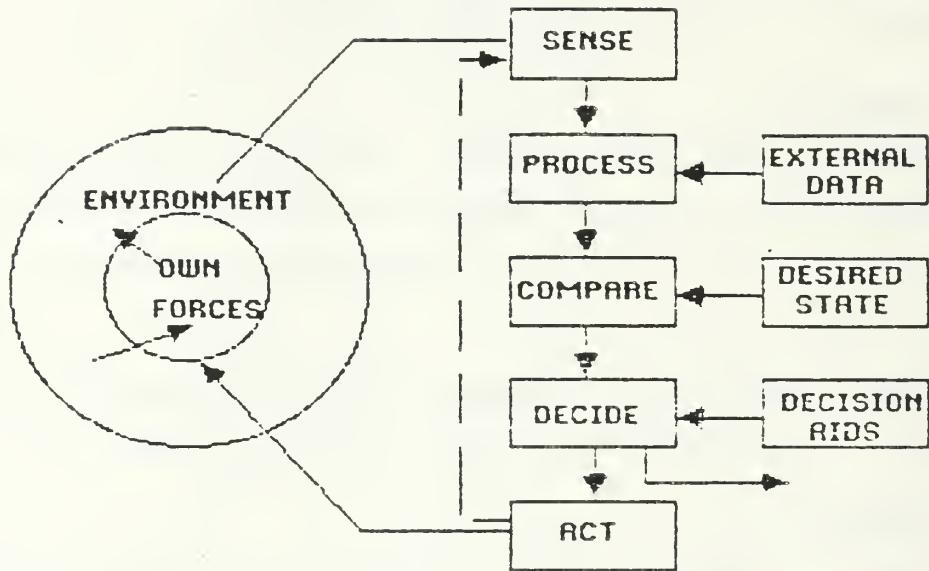 SENSE
PROCESS
EXTERNAL
DATA
ENVIRONMENT
OWN
FORCES
COMPARE
DESIRED
STATE
DECIDE
DECISION
AIDS
ACT